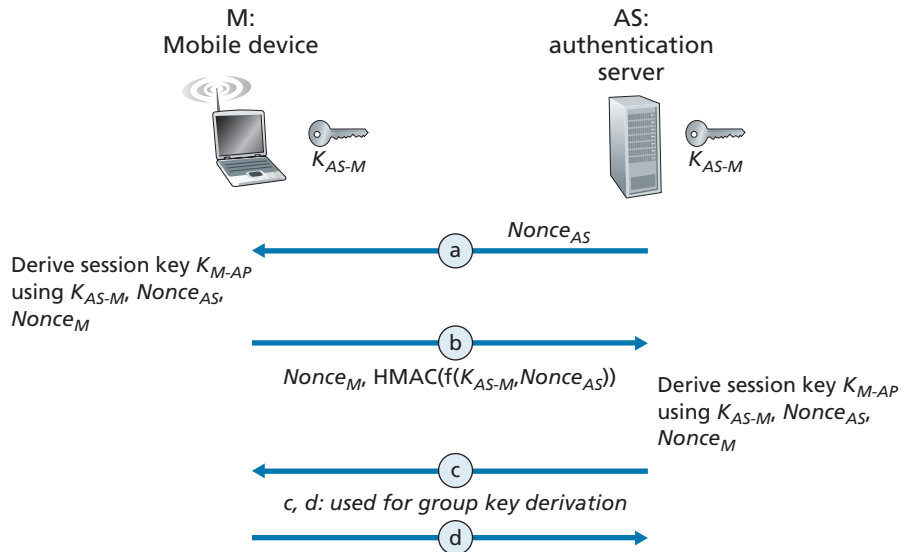 M:
Mobile device
AS:
authentication
server
K_AS-M
K_AS-M
Nonce_AS
a
Derive session key K_M-AP
using K_AS-M, Nonce_AS,
Nonce_M
b
Nonce_M, HMAC(f(K_AS-M,Nonce_AS))
Derive session key K_M-AP
using K_AS-M, Nonce_AS,
Nonce_M
c
c, d: used for group key derivation
d